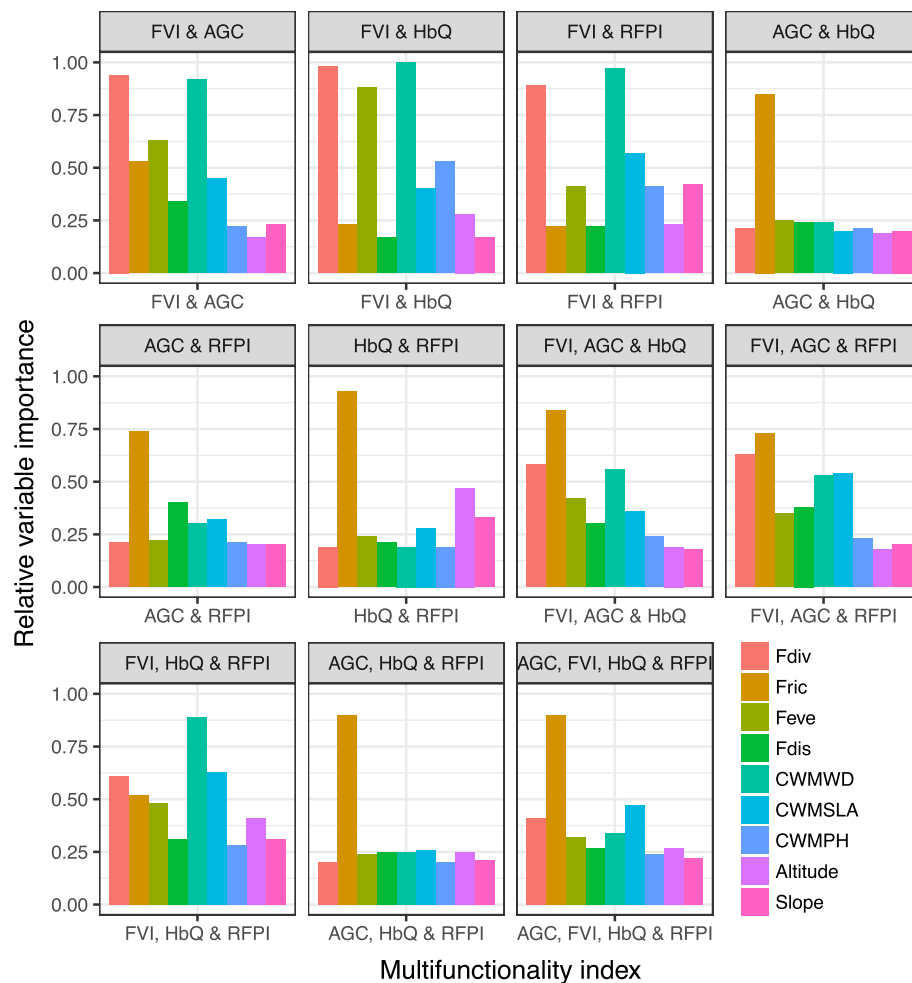 FVI & AGC
FVI & HbQ
FVI & RFPI
AGC & HbQ
1.00
0.75
0.50
0.25
0.00
FVI & AGC
FVI & HbQ
FVI & RFPI
AGC & HbQ
AGC & RFPI
HbQ & RFPI
FVI, AGC & HbQ
FVI, AGC & RFPI
1.00
0.75
0.50
0.25
0.00
AGC & RFPI
HbQ & RFPI
FVI, AGC & HbQ
FVI, AGC & RFPI
Relative variable importance
FVI, HbQ & RFPI
AGC, HbQ & RFPI
AGC, FVI, HbQ & RFPI
1.00
0.75
0.50
0.25
0.00
FVI, HbQ & RFPI
AGC, HbQ & RFPI
AGC, FVI, HbQ & RFPI
Fdiv
Fric
Feve
Fdis
CWMWD
CWMSLA
CWMPH
Altitude
Slope
Multifunctionality index